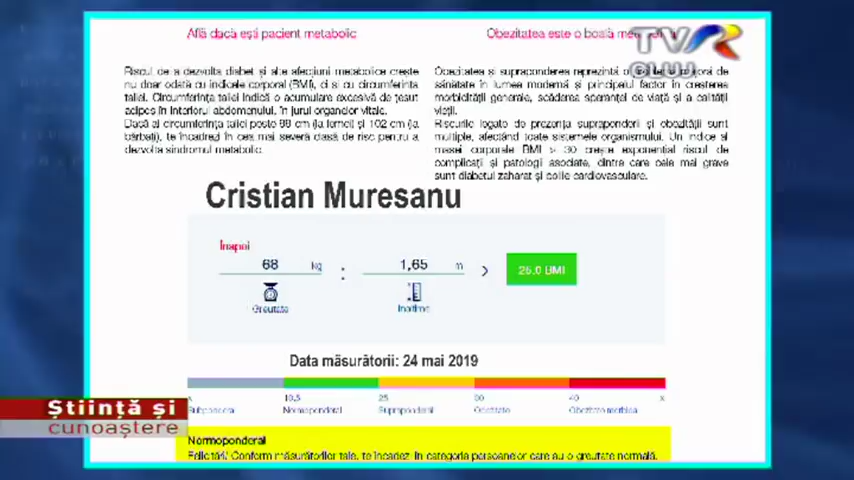 Află dacă ești pacient metabolic
Obezitatea este o boală
TVR
CLUJ
Riscul de a dezvolta diabet și alte afecțiuni metabolice crește
nu doar odată cu indicele corporal (BMI), ci și cu circumferința
taliei. Circumferința taliei indică o acumulare excesivă de țesut
adipos în interiorul abdomenului, în jurul organelor vitale.
Dacă ai circumferința taliei peste 88 cm (la femei) și 102 cm (la
bărbați), te încadrezi în cea mai severă clasă de risc pentru a
dezvolta sindromul metabolic.
Obezitatea și supraponderea reprezintă o de
sănătate în lumea modernă și principalul factor în creșterea
morbidității generale, scăderea speranței de viață și a calității
vieții.
Riscurile legate de prezența supraponderii și obezității sunt
multiple, afectând toate sistemele organismului. Un indice al
masei corporale BMI > 30 crește exponențial riscul de
complicații și patologii asociate, dintre care cele mai grave
sunt diabetul zaharat și bolile cardiovasculare.
Cristian Muresanu
Înapoi
68 kg : 1,65 m > 25.0 BMI
Greutate Inaltime
Data măsurătorii: 24 mai 2019
< 18,5 25 30 40 >
Subponderal Normoponderal Supraponderal Obezitate Obezitate morbida
Știință și
cunoaștere
Normoponderal
Felicitări! Conform măsurătorilor tale, te încadezi în categoria persoanelor care au o greutate normală.